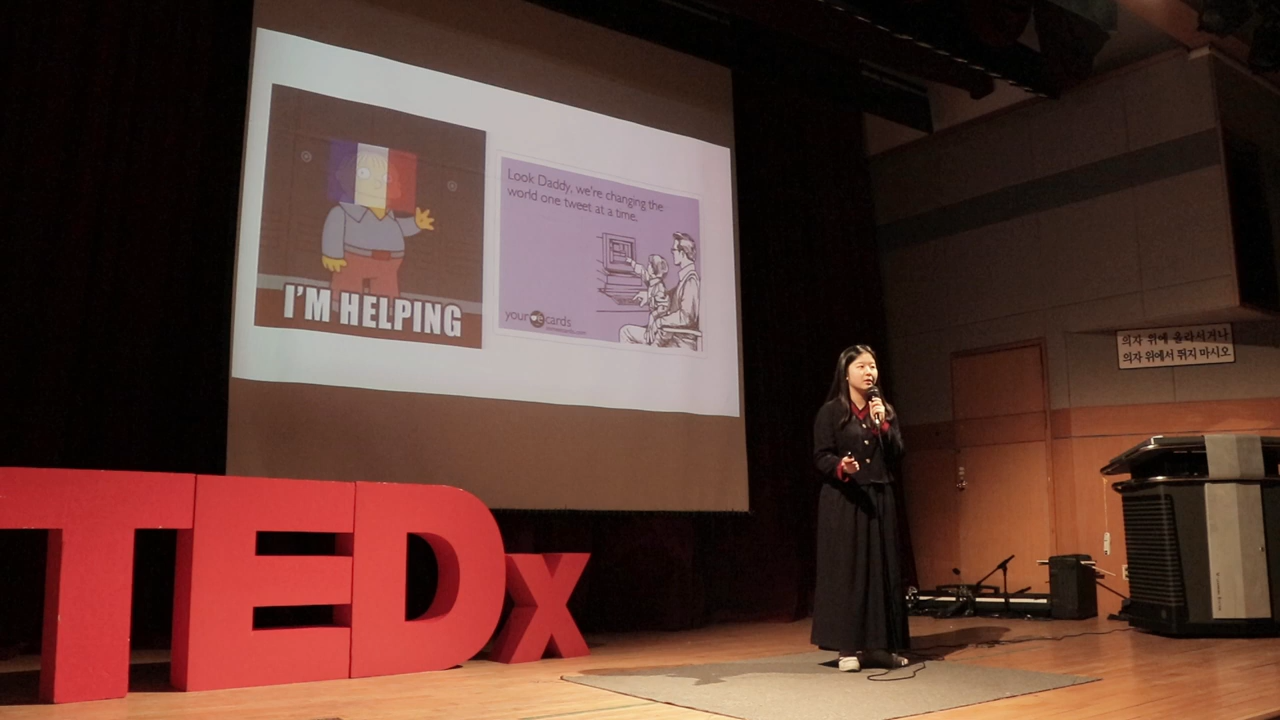 I'M HELPING
Look Daddy, we're changing the
world one tweet at a time.
your cards
의자 위에 올라서거나
의자 위에서 뛰지 마시오
TEDx